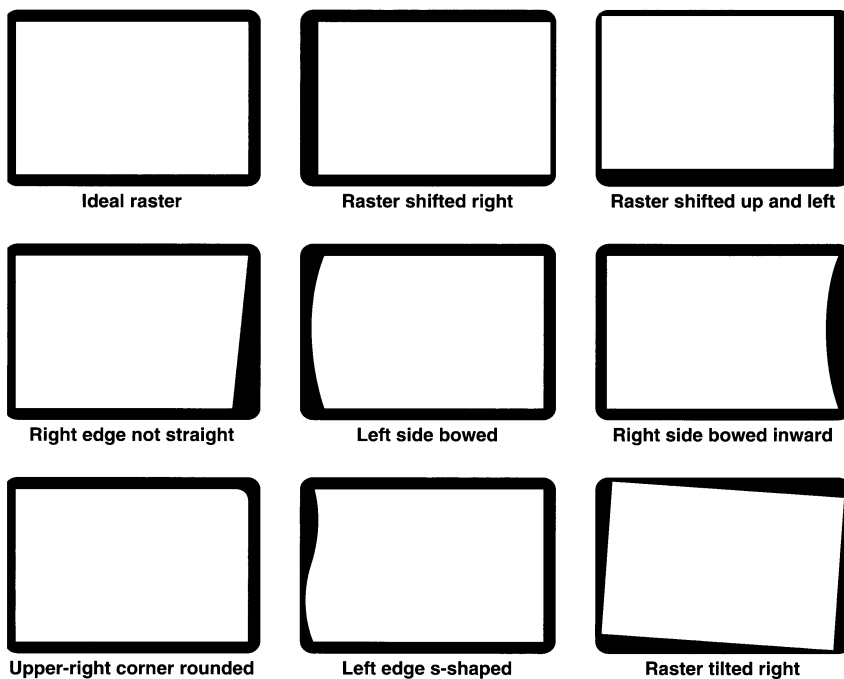 Ideal raster
Raster shifted right
Raster shifted up and left
Right edge not straight
Left side bowed
Right side bowed inward
Upper-right corner rounded
Left edge s-shaped
Raster tilted right